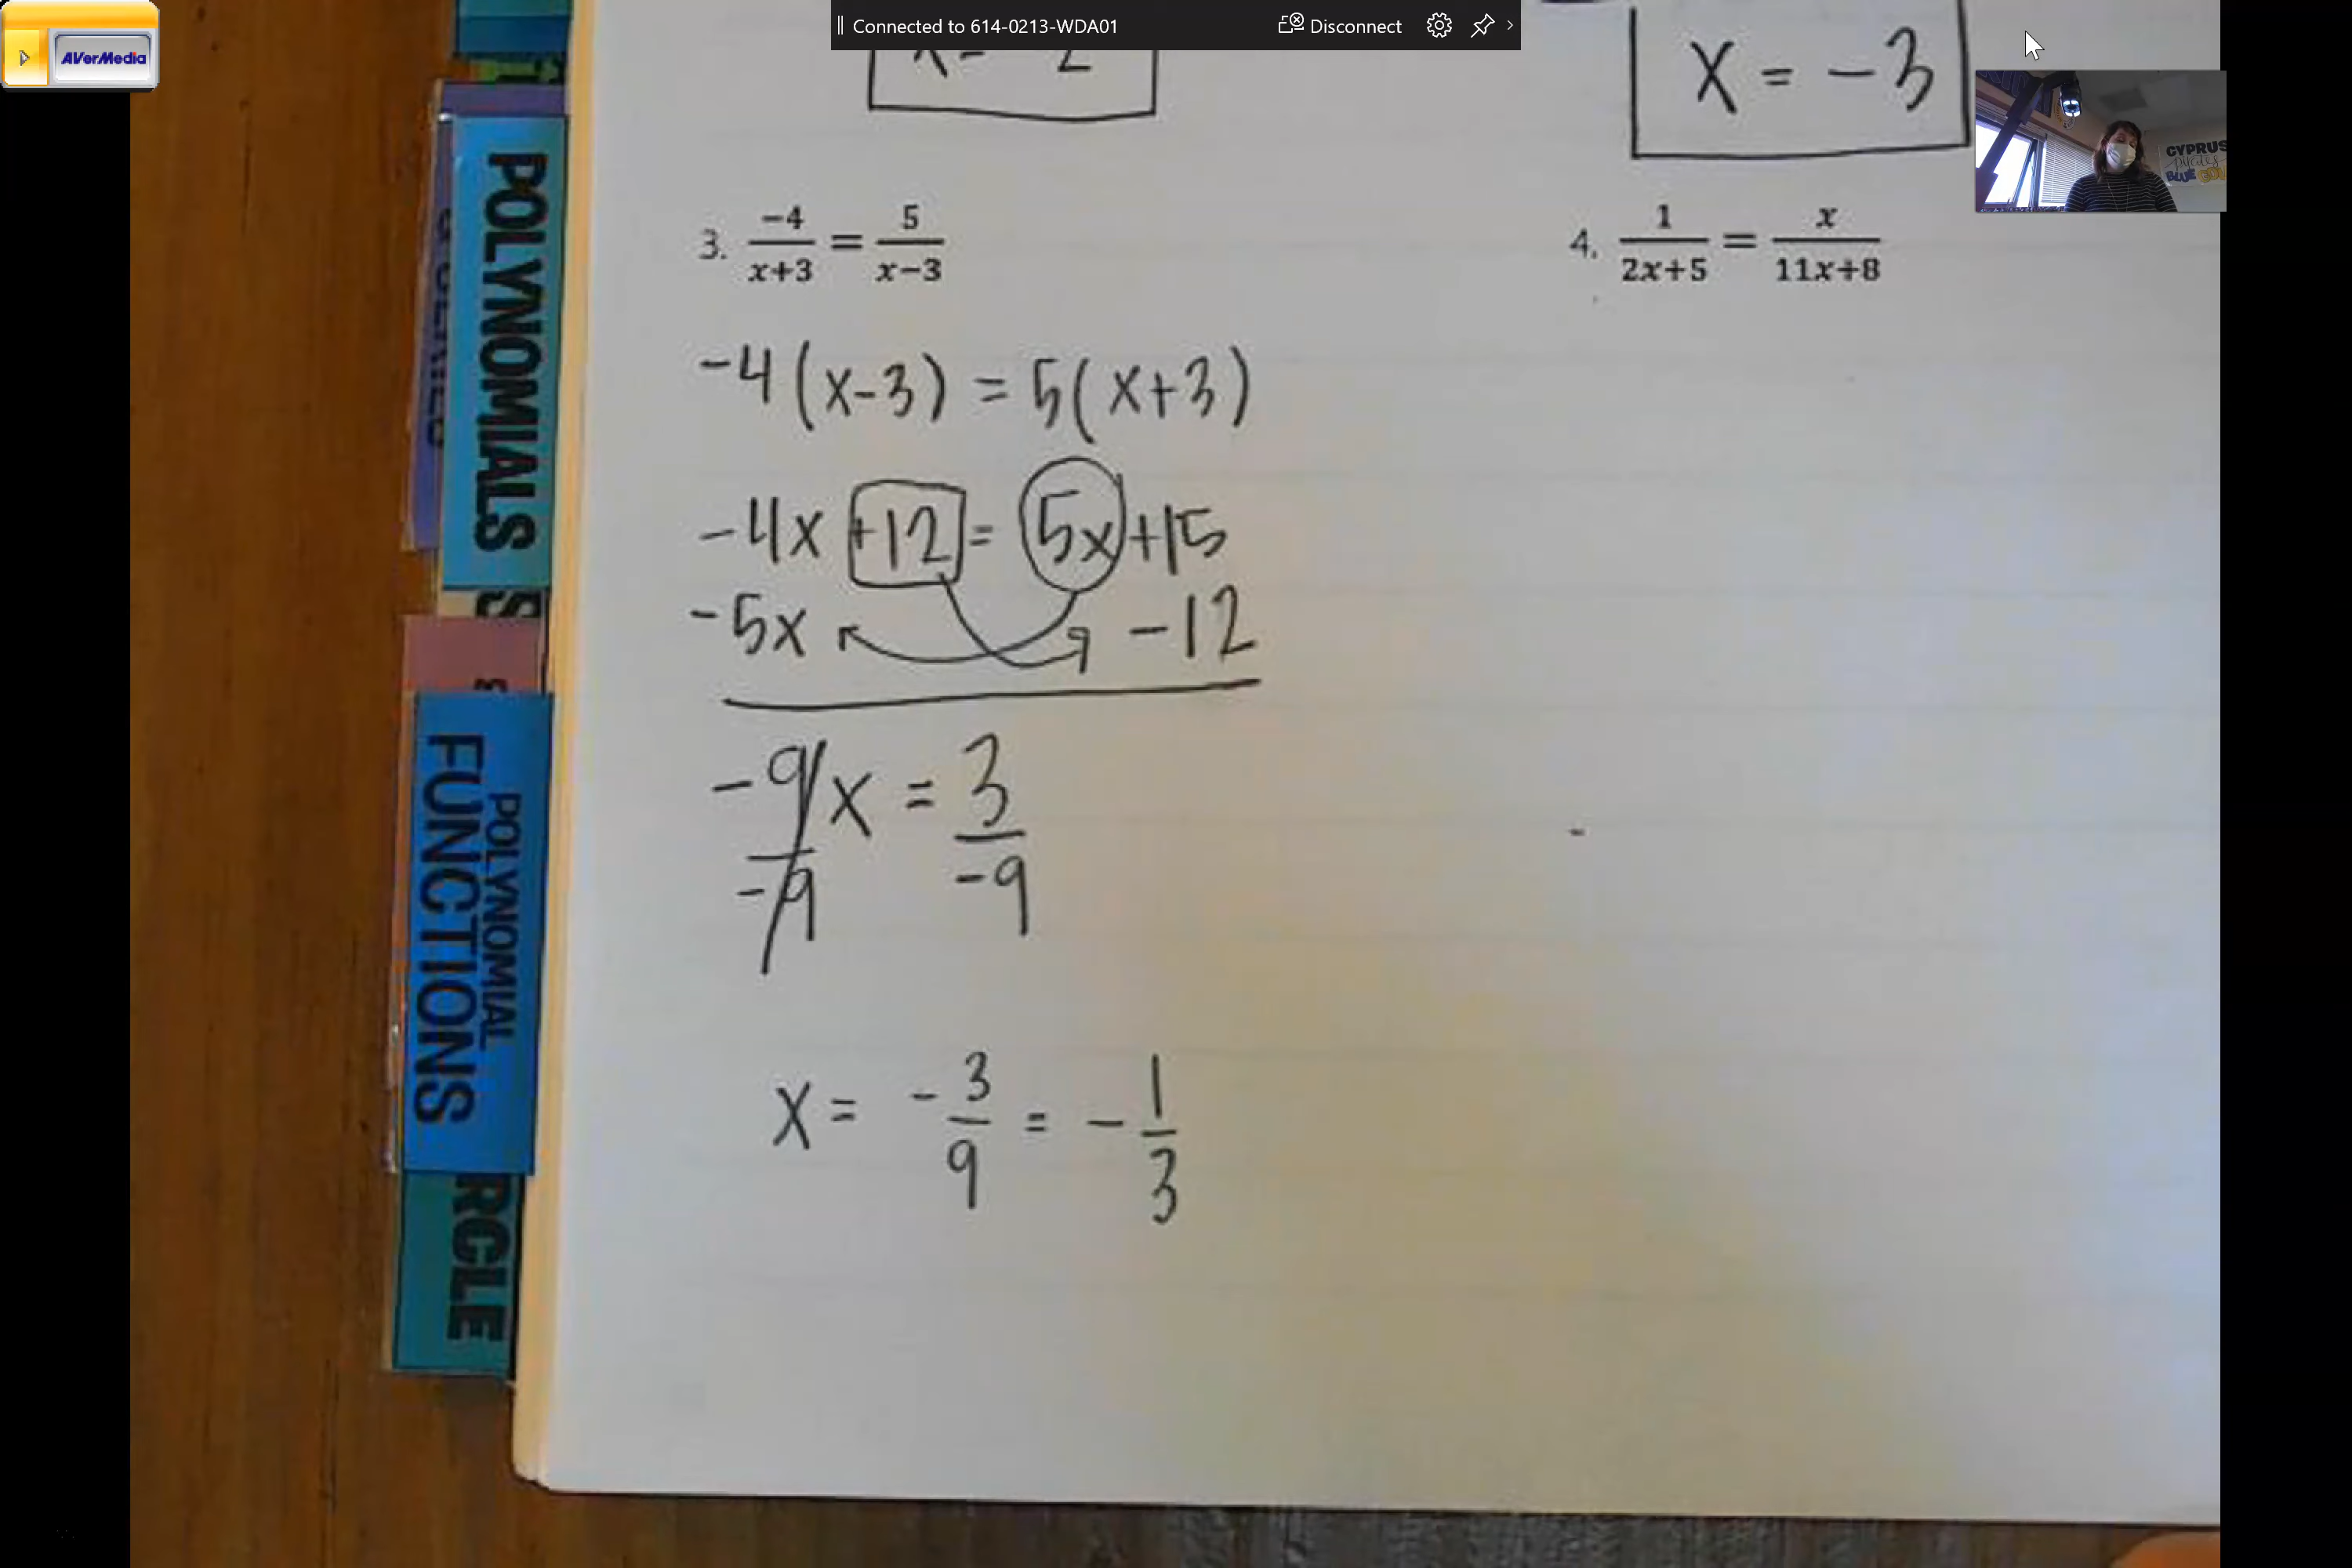 AVerMedia
Connected to 614-0213-WDA01 Disconnect
X = -3
CYPRUS
pirates
BLUE
POLYNOMIALS
POLYNOMIAL
FUNCTIONS
RCLE
3. -4/(x+3) = 5/(x-3)
-4(x-3) = 5(x+3)
-4x +12 = 5x +15
-5x -12
-9x = 3
-9 -9
x = -3/9 = -1/3
4. 1/(2x+5) = x/(11x+8)